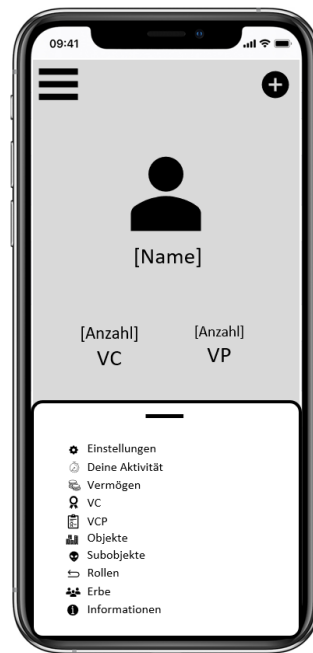 09:41
[Name]
[Anzahl] [Anzahl]
VC VP
Einstellungen
Deine Aktivität
Vermögen
VC
VCP
Objekte
Subobjekte
Rollen
Erbe
Informationen